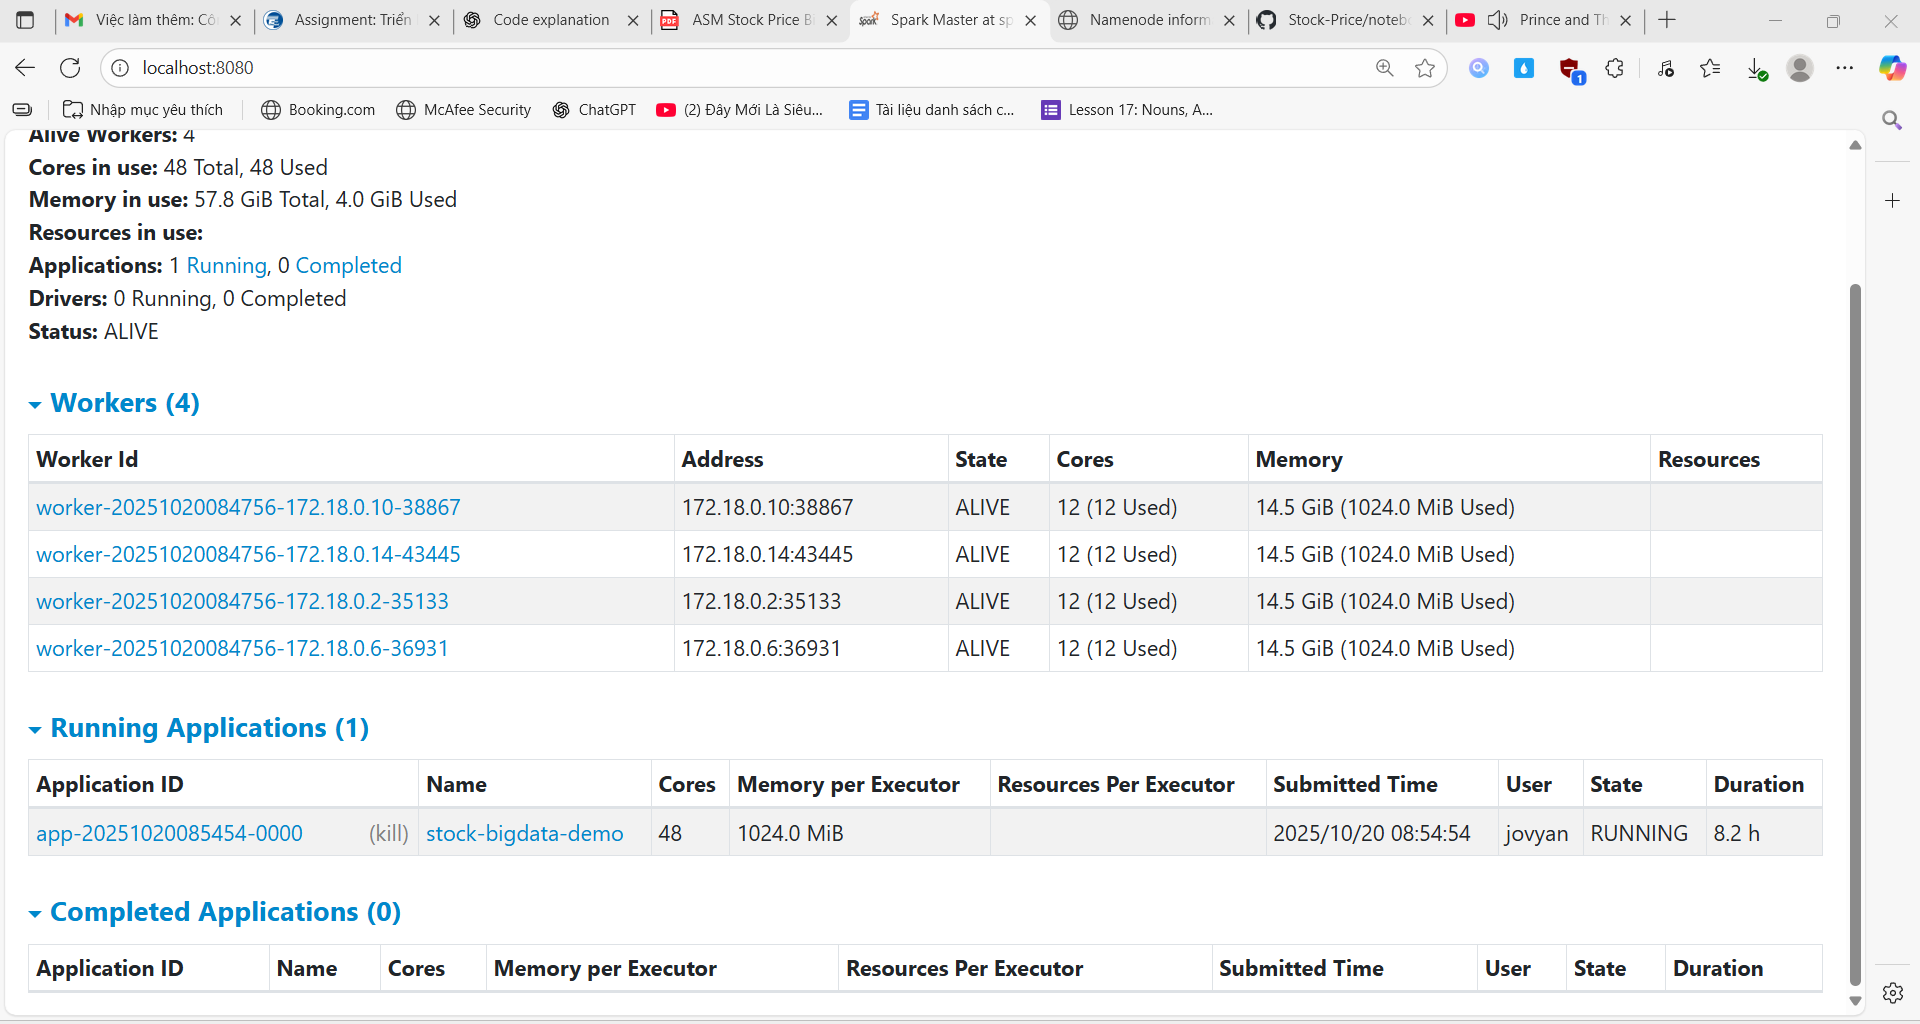 Việc làm thêm: Cô
Assignment: Triển
Code explanation
ASM Stock Price Bi
Spark Master at sp
Namenode inform
Stock-Price/notebo
Prince and Th
localhost:8080
1
Nhập mục yêu thích
Booking.com
McAfee Security
ChatGPT
(2) Đây Mới Là Siêu...
Tài liệu danh sách c...
Lesson 17: Nouns, A...
Alive Workers: 4
Cores in use: 48 Total, 48 Used
Memory in use: 57.8 GiB Total, 4.0 GiB Used
Resources in use:
Applications: 1 Running, 0 Completed
Drivers: 0 Running, 0 Completed
Status: ALIVE
Workers (4)
Worker Id Address State Cores Memory Resources
worker-20251020084756-172.18.0.10-38867 172.18.0.10:38867 ALIVE 12 (12 Used) 14.5 GiB (1024.0 MiB Used)
worker-20251020084756-172.18.0.14-43445 172.18.0.14:43445 ALIVE 12 (12 Used) 14.5 GiB (1024.0 MiB Used)
worker-20251020084756-172.18.0.2-35133 172.18.0.2:35133 ALIVE 12 (12 Used) 14.5 GiB (1024.0 MiB Used)
worker-20251020084756-172.18.0.6-36931 172.18.0.6:36931 ALIVE 12 (12 Used) 14.5 GiB (1024.0 MiB Used)
Running Applications (1)
Application ID Name Cores Memory per Executor Resources Per Executor Submitted Time User State Duration
app-20251020085454-0000 (kill) stock-bigdata-demo 48 1024.0 MiB 2025/10/20 08:54:54 jovyan RUNNING 8.2 h
Completed Applications (0)
Application ID Name Cores Memory per Executor Resources Per Executor Submitted Time User State Duration